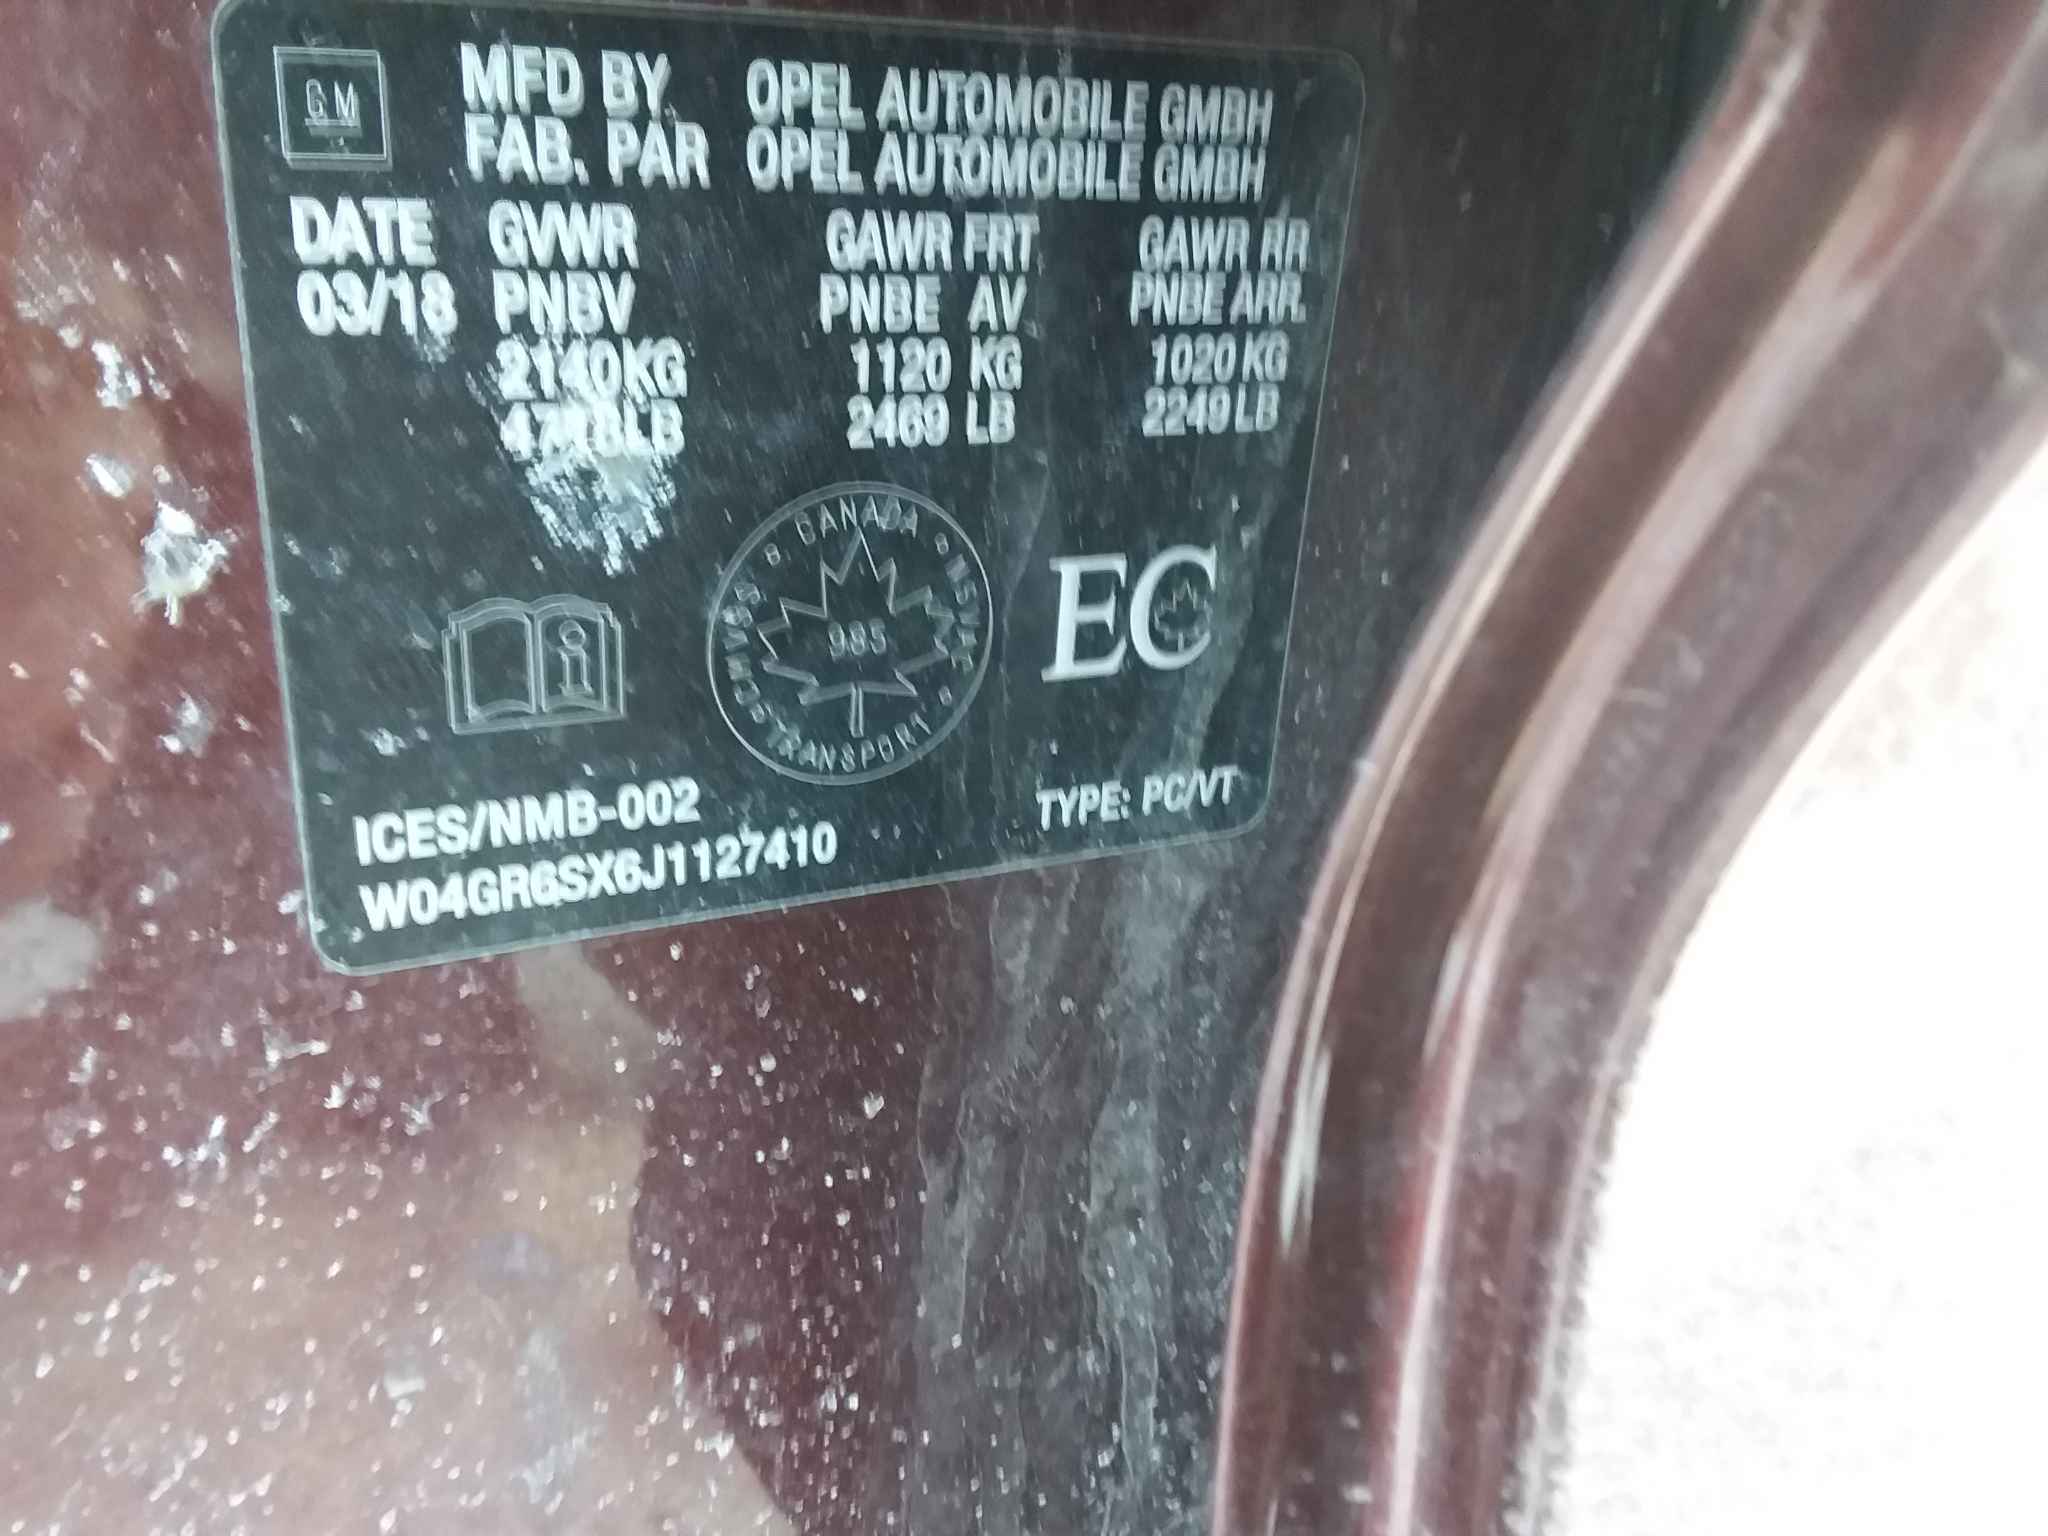 GM
MFD BY OPEL AUTOMOBILE GMBH
FAB. PAR OPEL AUTOMOBILE GMBH
DATE GVWR GAWR FRT GAWR RR
03/18 PNBV PNBE AV PNBE ARR.
2140KG 1120 KG 1020 KG
4718LB 2469 LB 2249 LB
985
TRANSPORT
EC
ICES/NMB-002
TYPE: PC/VT
W04GR6SX6J1127410